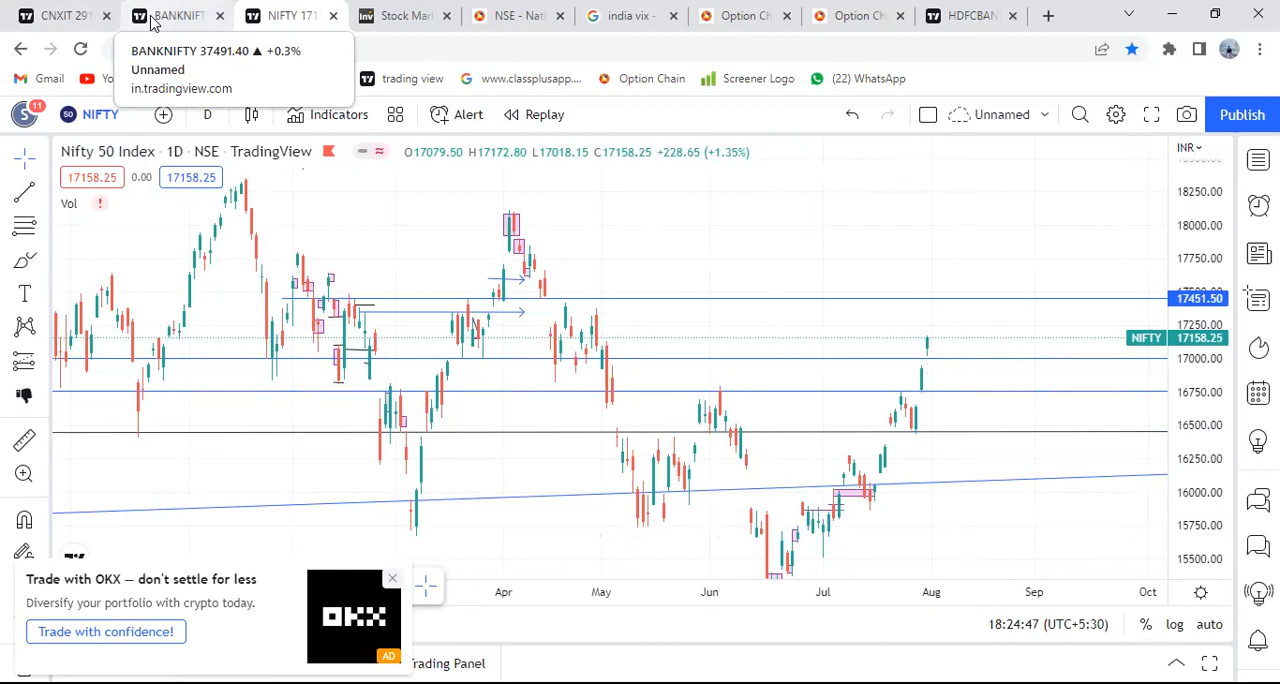 CNXIT 291
BANKNIFT
NIFTY 171
Inv Stock Mar
NSE - Nati
india vix -
Option Ch
Option Ch
HDFCBAN
BANKNIFTY 37491.40 ▲ +0.3%
Unnamed
in.tradingview.com
Gmail
Yo
trading view
www.classplusapp....
Option Chain
Screener Logo
(22) WhatsApp
S 11
50 NIFTY
D
Indicators
Alert
Replay
Unnamed
Publish
Nifty 50 Index · 1D · NSE · TradingView
O17079.50 H17172.80 L17018.15 C17158.25 +228.65 (+1.35%)
INR
17158.25 0.00 17158.25
Vol !
18250.00
18000.00
17750.00
17451.50
17250.00
NIFTY 17158.25
17000.00
16750.00
16500.00
16250.00
16000.00
15750.00
15500.00
Trade with OKX — don't settle for less
Diversify your portfolio with crypto today.
Trade with confidence!
OKX
AD
Apr May Jun Jul Aug Sep Oct
18:24:47 (UTC+5:30) % log auto
rading Panel